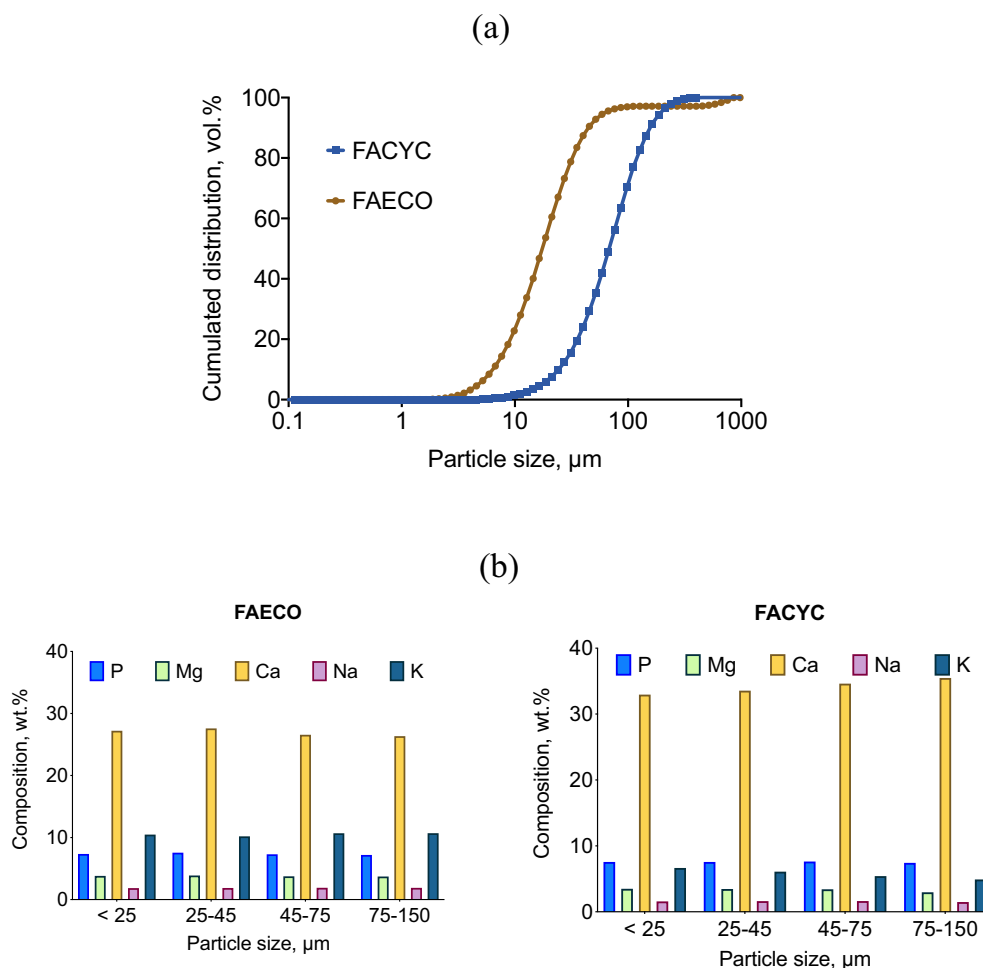 (a)
Cumulated distribution, vol.%
100
80
60
40
20
0
FACYC
FAECO
0.1 1 10 100 1000
Particle size, µm
(b)
FAECO
Composition, wt.%
40
30
20
10
0
P Mg Ca Na K
< 25 25-45 45-75 75-150
Particle size, µm
FACYC
Composition, wt.%
40
30
20
10
0
P Mg Ca Na K
< 25 25-45 45-75 75-150
Particle size, µm